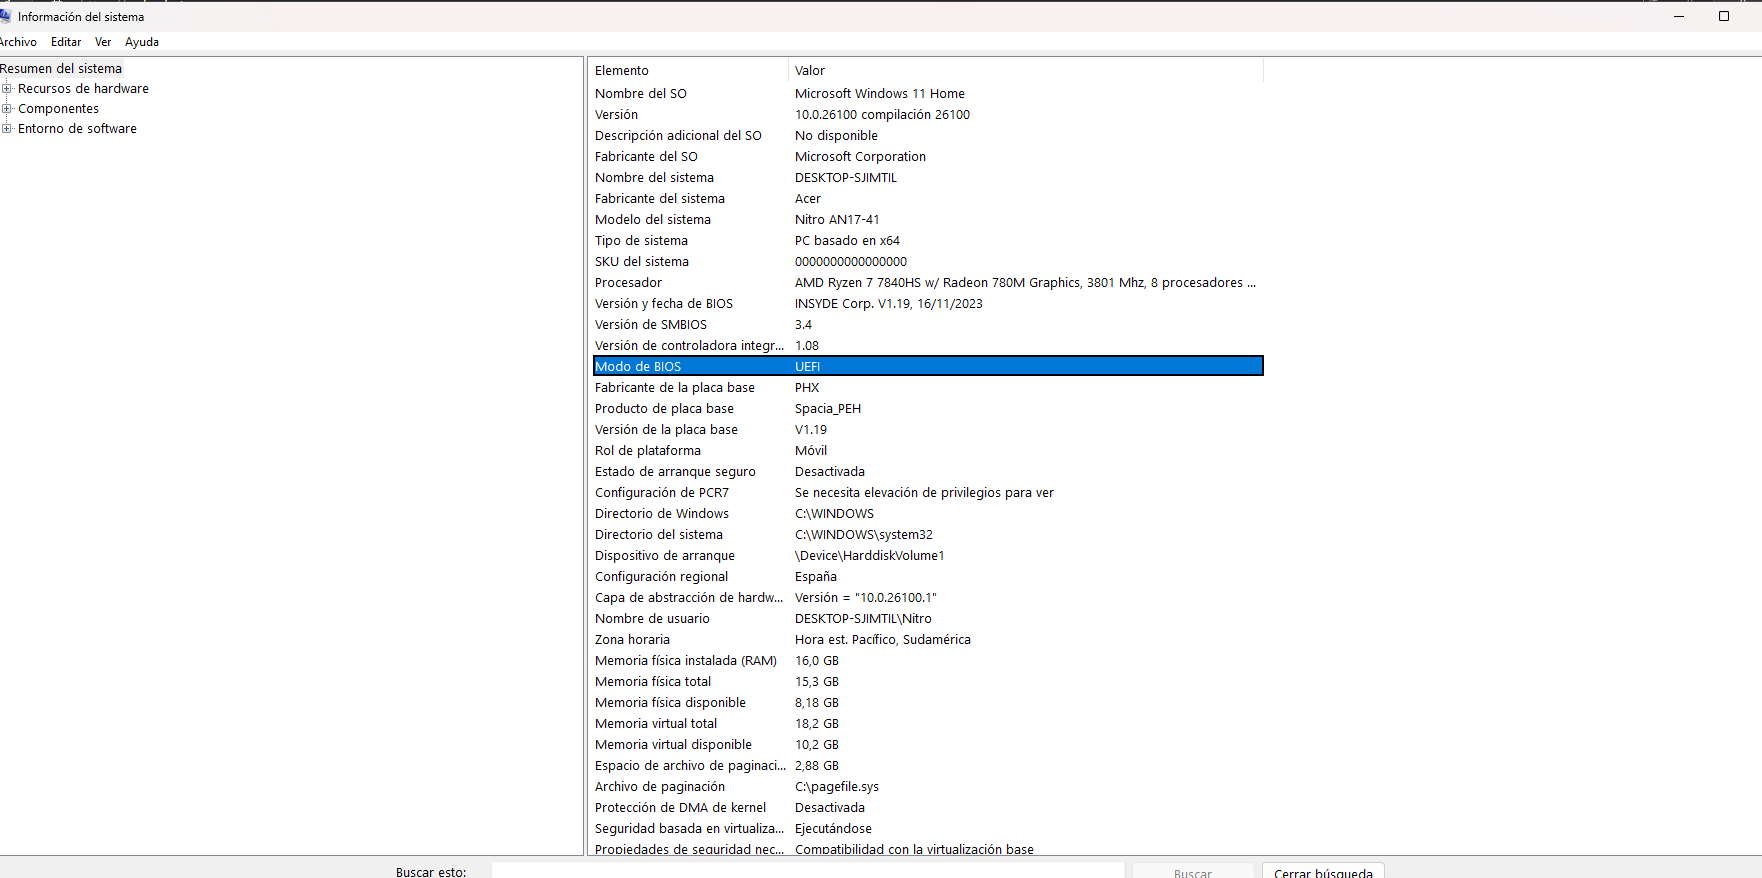 Información del sistema
Archivo Editar Ver Ayuda
Resumen del sistema
Recursos de hardware
Componentes
Entorno de software
Elemento Valor
Nombre del SO Microsoft Windows 11 Home
Versión 10.0.26100 compilación 26100
Descripción adicional del SO No disponible
Fabricante del SO Microsoft Corporation
Nombre del sistema DESKTOP-SJIMTIL
Fabricante del sistema Acer
Modelo del sistema Nitro AN17-41
Tipo de sistema PC basado en x64
SKU del sistema 0000000000000000
Procesador AMD Ryzen 7 7840HS w/ Radeon 780M Graphics, 3801 Mhz, 8 procesadores ...
Versión y fecha de BIOS INSYDE Corp. V1.19, 16/11/2023
Versión de SMBIOS 3.4
Versión de controladora integr... 1.08
Modo de BIOS UEFI
Fabricante de la placa base PHX
Producto de placa base Spacia_PEH
Versión de la placa base V1.19
Rol de plataforma Móvil
Estado de arranque seguro Desactivada
Configuración de PCR7 Se necesita elevación de privilegios para ver
Directorio de Windows C:\WINDOWS
Directorio del sistema C:\WINDOWS\system32
Dispositivo de arranque \Device\HarddiskVolume1
Configuración regional España
Capa de abstracción de hardw... Versión = "10.0.26100.1"
Nombre de usuario DESKTOP-SJIMTIL\Nitro
Zona horaria Hora est. Pacífico, Sudamérica
Memoria física instalada (RAM) 16,0 GB
Memoria física total 15,3 GB
Memoria física disponible 8,18 GB
Memoria virtual total 18,2 GB
Memoria virtual disponible 10,2 GB
Espacio de archivo de paginaci... 2,88 GB
Archivo de paginación C:\pagefile.sys
Protección de DMA de kernel Desactivada
Seguridad basada en virtualiza... Ejecutándose
Propiedades de seguridad nec... Compatibilidad con la virtualización base
Buscar esto: Buscar Cerrar búsqueda